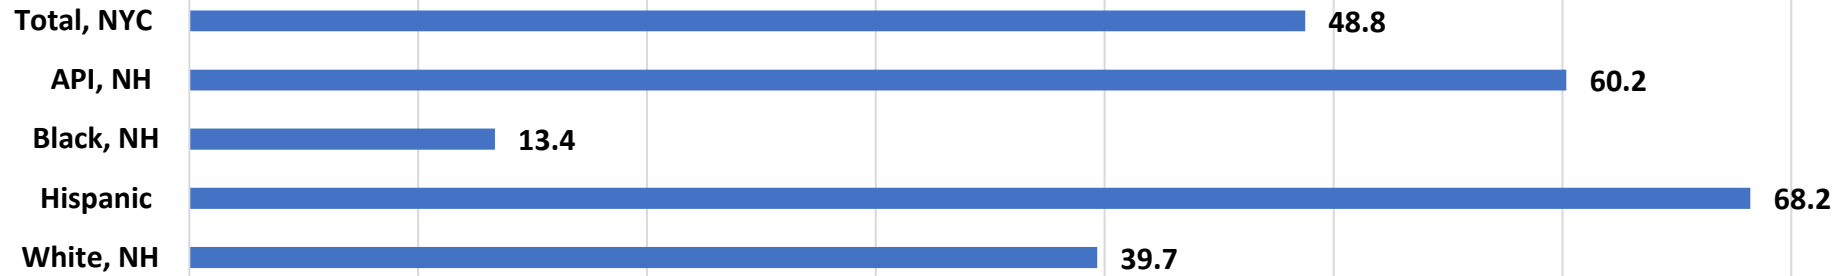 Total, NYC 48.8
API, NH 60.2
Black, NH 13.4
Hispanic 68.2
White, NH 39.7